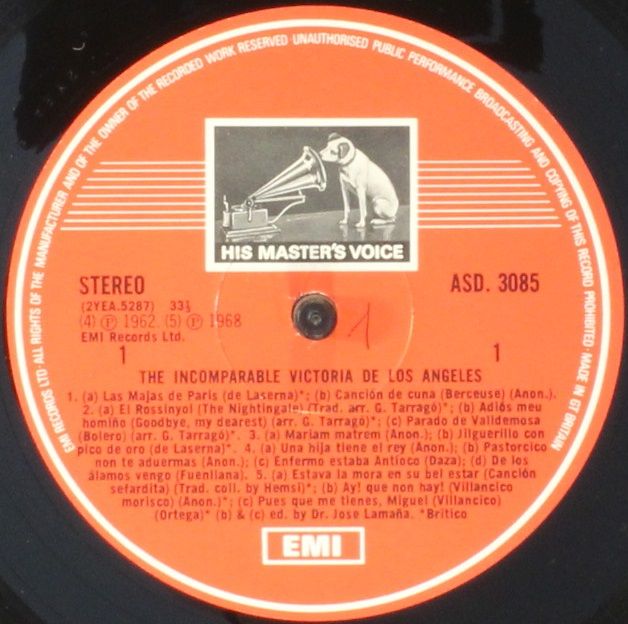 EMI RECORDS LTD·ALL RIGHTS OF THE MANUFACTURER AND OF THE OWNER OF THE RECORDED WORK RESERVED UNAUTHORISED PUBLIC PERFORMANCE BROADCASTING AND COPYING OF THIS RECORD PROHIBITED MADE IN GT BRITAIN
HIS MASTER'S VOICE
STEREO
ASD. 3085
(2YEA.5287) 33⅓
(4) ℗ 1962. (5) ℗ 1968
EMI Records Ltd.
1
1
1
THE INCOMPARABLE VICTORIA DE LOS ANGELES
1. (a) Las Majas de Paris (de Laserna)*; (b) Canción de cuna (Berceuse) (Anon.).
2. (a) El Rossinyol (The Nightingale) (Trad. arr. G. Tarragó)*; (b) Adiós meu
homiño (Goodbye, my dearest) (arr. G. Tarragó)*; (c) Parado de Valldemosa
(Bolero) (arr. G. Tarragó)*. 3. (a) Mariam matrem (Anon.); (b) Jilguerillo con
pico de oro (de Laserna)*. 4. (a) Una hija tiene el rey (Anon.); (b) Pastorcico
non te aduermas (Anon.); (c) Enfermo estaba Antioco (Daza); (d) De los
álamos vengo (Fuenllana). 5. (a) Estava la mora en su bel estar (Canción
sefardita) (Trad. coll. by Hemsi)*; (b) Ay! que non hay! (Villancico
morisco) (Anon.)*; (c) Pues que me tienes, Miguel (Villancico)
(Ortega)* (b) & (c) ed. by Dr. Jose Lamaña. *Britico
EMI